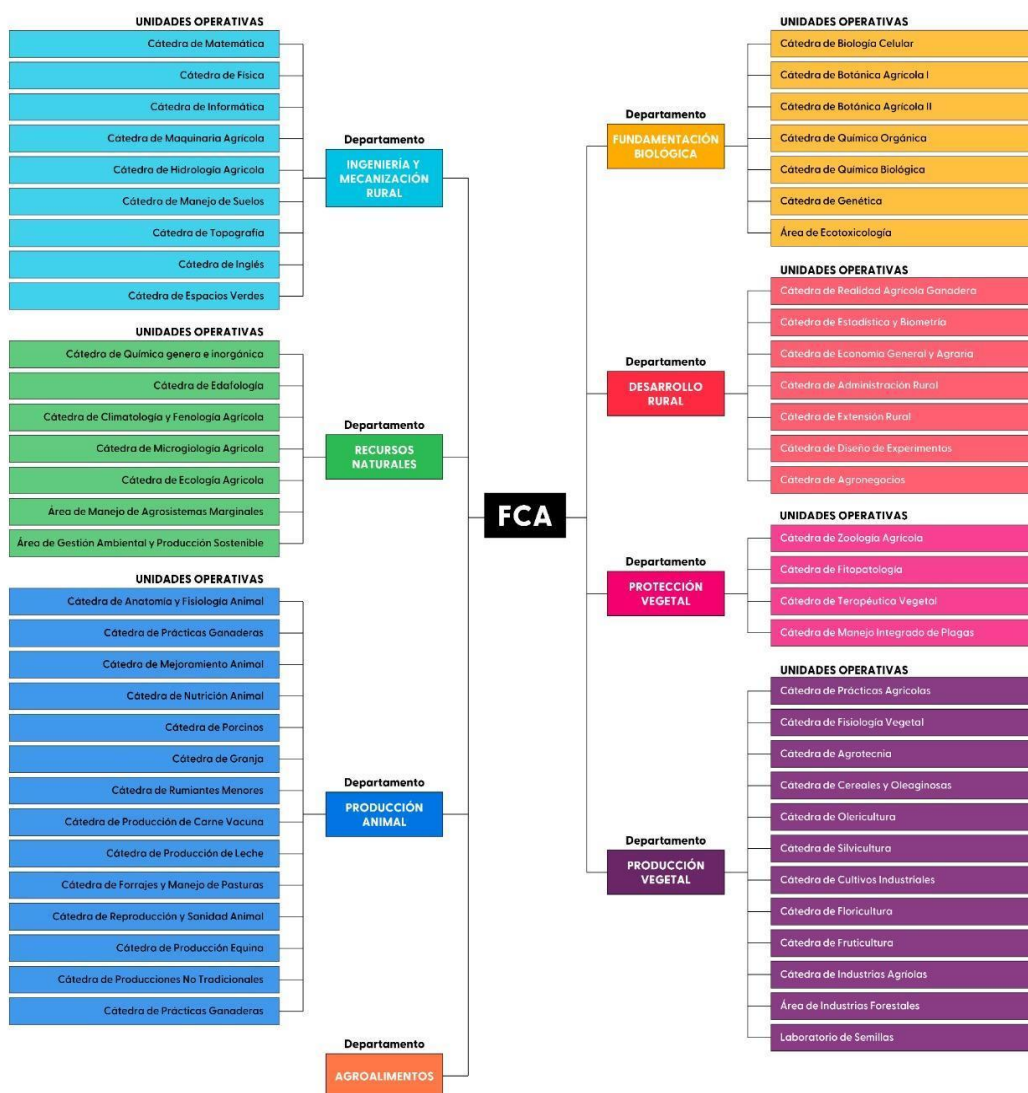 UNIDADES OPERATIVAS
Cátedra de Matemática
Cátedra de Física
Cátedra de Informática
Cátedra de Maquinaria Agrícola
Cátedra de Hidrología Agrícola
Cátedra de Manejo de Suelos
Cátedra de Topografía
Cátedra de Inglés
Cátedra de Espacios Verdes
Departamento
INGENIERÍA Y
MECANIZACIÓN
RURAL
UNIDADES OPERATIVAS
Cátedra de Química genera e inorgánica
Cátedra de Edafología
Cátedra de Climatología y Fenología Agrícola
Cátedra de Microgiología Agrícola
Cátedra de Ecología Agrícola
Área de Manejo de Agrosistemas Marginales
Área de Gestión Ambiental y Producción Sostenible
Departamento
RECURSOS
NATURALES
UNIDADES OPERATIVAS
Cátedra de Anatomía y Fisiología Animal
Cátedra de Prácticas Ganaderas
Cátedra de Mejoramiento Animal
Cátedra de Nutrición Animal
Cátedra de Porcinos
Cátedra de Granja
Cátedra de Rumiantes Menores
Cátedra de Producción de Carne Vacuna
Cátedra de Producción de Leche
Cátedra de Forrajes y Manejo de Pasturas
Cátedra de Reproducción y Sanidad Animal
Cátedra de Producción Equina
Cátedra de Producciones No Tradicionales
Cátedra de Prácticas Ganaderas
Departamento
PRODUCCIÓN
ANIMAL
Departamento
AGROALIMENTOS
FCA
UNIDADES OPERATIVAS
Cátedra de Biología Celular
Cátedra de Botánica Agrícola I
Cátedra de Botánica Agrícola II
Cátedra de Química Orgánica
Cátedra de Química Biológica
Cátedra de Genética
Área de Ecotoxicología
Departamento
FUNDAMENTACIÓN
BIOLÓGICA
UNIDADES OPERATIVAS
Cátedra de Realidad Agrícola Ganadera
Cátedra de Estadística y Biometría
Cátedra de Economía General y Agraria
Cátedra de Administración Rural
Cátedra de Extensión Rural
Cátedra de Diseño de Experimentos
Cátedra de Agronegocios
Departamento
DESARROLLO
RURAL
UNIDADES OPERATIVAS
Cátedra de Zoología Agrícola
Cátedra de Fitopatología
Cátedra de Terapéutica Vegetal
Cátedra de Manejo Integrado de Plagas
Departamento
PROTECCIÓN
VEGETAL
UNIDADES OPERATIVAS
Cátedra de Prácticas Agrícolas
Cátedra de Fisiología Vegetal
Cátedra de Agrotecnia
Cátedra de Cereales y Oleaginosas
Cátedra de Olericultura
Cátedra de Silvicultura
Cátedra de Cultivos Industriales
Cátedra de Floricultura
Cátedra de Fruticultura
Cátedra de Industrias Agríolas
Área de Industrias Forestales
Laboratorio de Semillas
Departamento
PRODUCCIÓN
VEGETAL